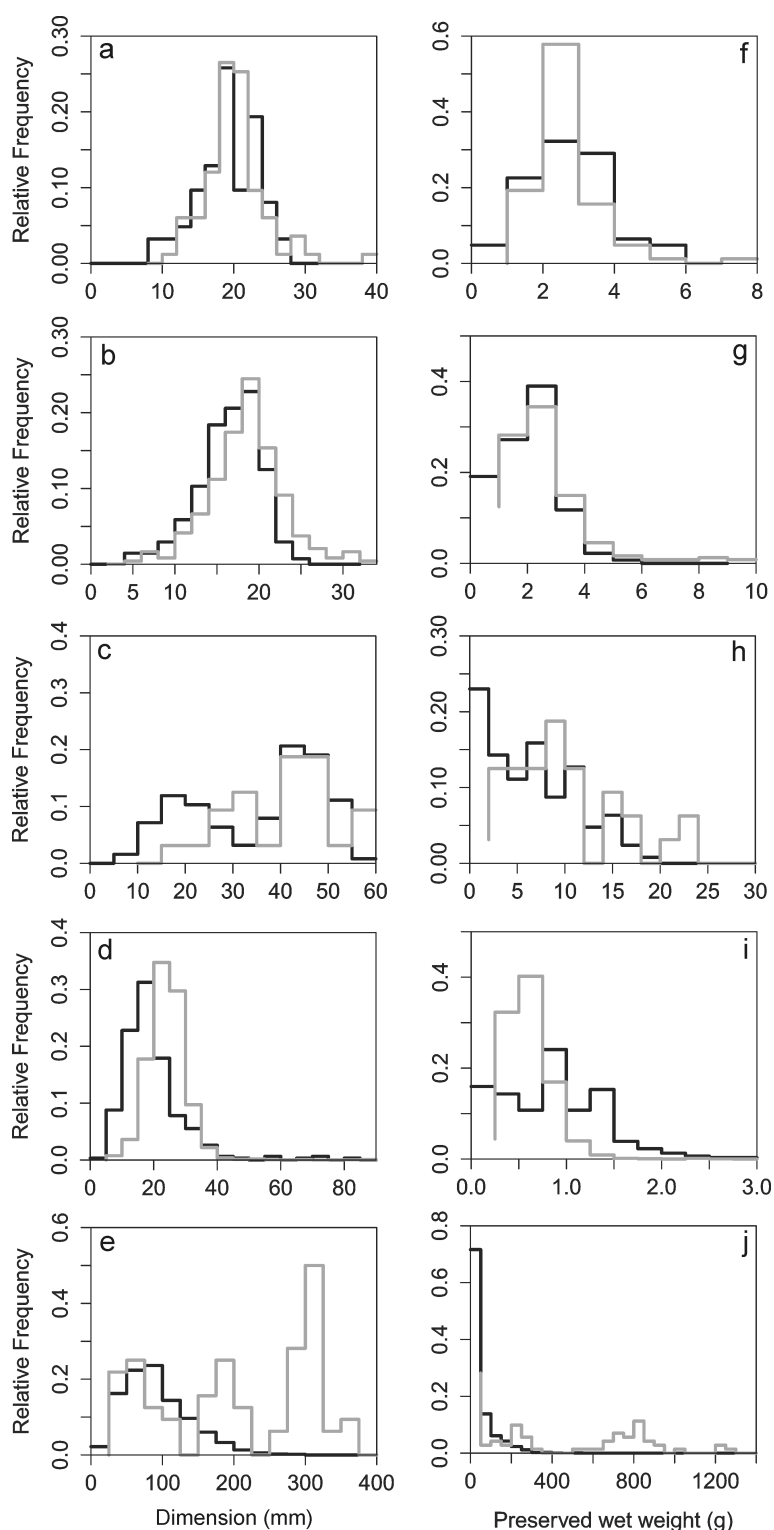 a
f
Relative Frequency
0.00 0.10 0.20 0.30
0.0 0.2 0.4 0.6
0 10 20 30 40
0 2 4 6 8
b
g
Relative Frequency
0.00 0.10 0.20 0.30
0.0 0.2 0.4
0 5 10 20 30
0 2 4 6 8 10
c
h
Relative Frequency
0.0 0.1 0.2 0.3 0.4
0.00 0.10 0.20 0.30
0 10 20 30 40 50 60
0 5 10 15 20 25 30
d
i
Relative Frequency
0.0 0.1 0.2 0.3 0.4
0.0 0.2 0.4
0 20 40 60 80
0.0 1.0 2.0 3.0
e
j
Relative Frequency
0.0 0.2 0.4 0.6
0.0 0.2 0.4 0.6 0.8
0 100 200 300 400
0 400 800 1200
Dimension (mm)
Preserved wet weight (g)